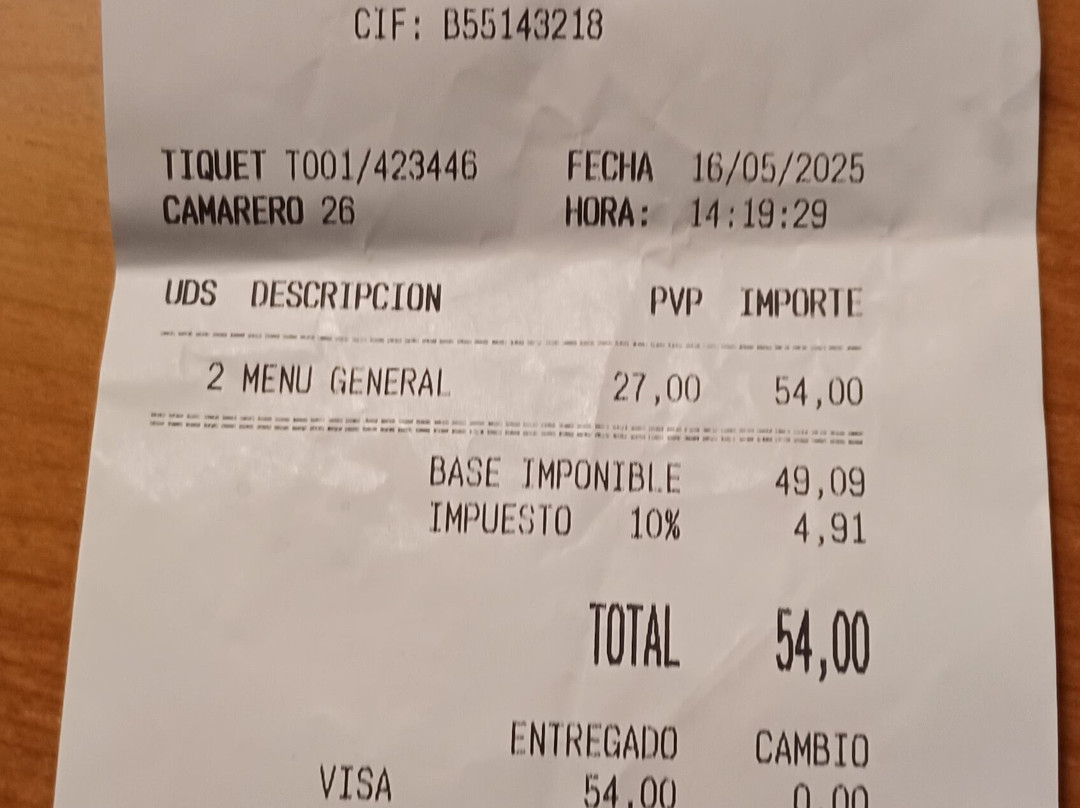 CIF: B55143218
TIQUET T001/423446 FECHA 16/05/2025
CAMARERO 26 HORA: 14:19:29
UDS DESCRIPCION PVP IMPORTE
2 MENU GENERAL 27,00 54,00
BASE IMPONIBLE 49,09
IMPUESTO 10% 4,91
TOTAL 54,00
ENTREGADO CAMBIO
VISA 54,00 0,00